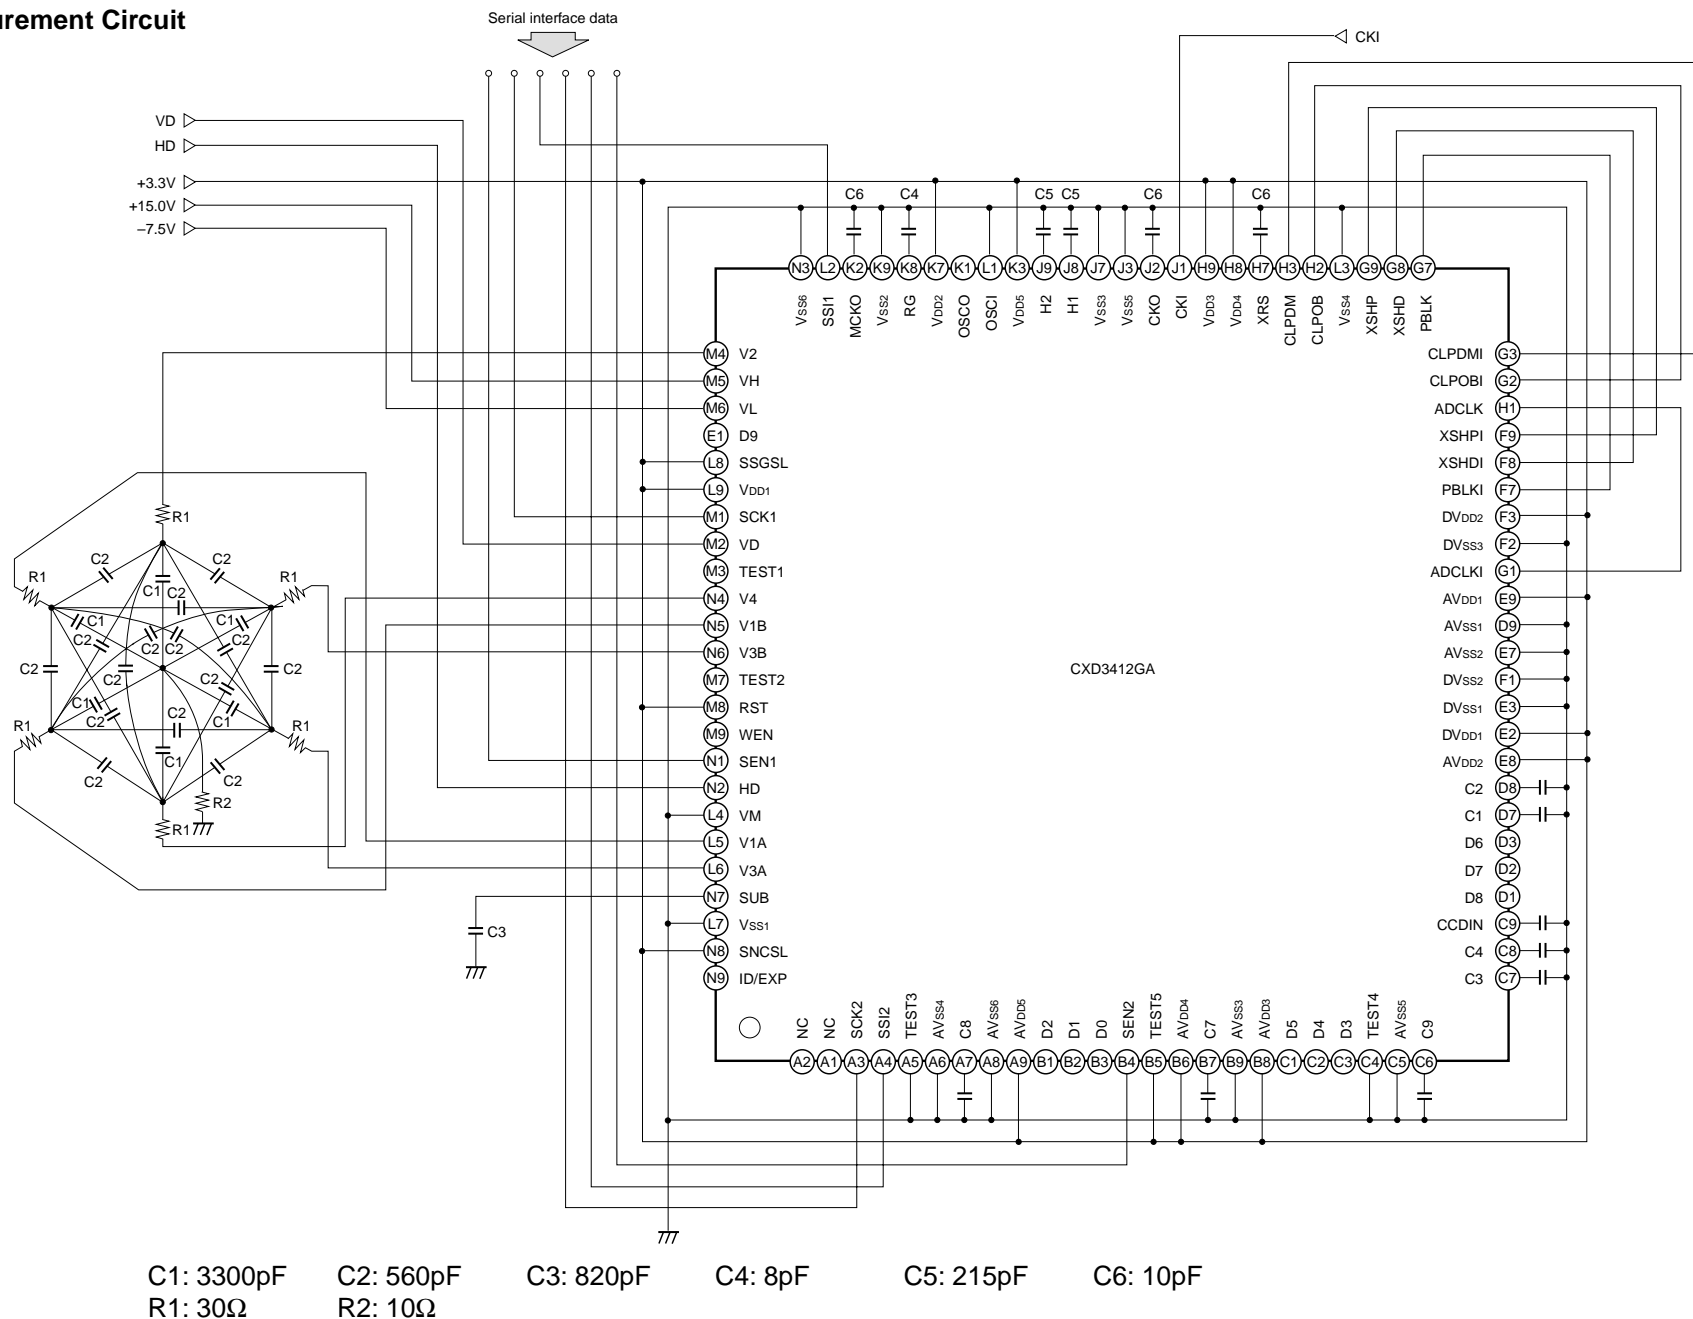 urement Circuit
Serial interface data
CKI
VD
HD
+3.3V
+15.0V
–7.5V
C6 C4 C5 C5 C6 C6
N3 L2 K2 K9 K8 K7 K1 L1 K3 J9 J8 J7 J3 J2 J1 H9 H8 H7 H3 H2 L3 G9 G8 G7
VSS6 SSI1 MCKO VSS2 RG VDD2 OSCO OSCI VDD5 H2 H1 VSS3 VSS5 CKO CKI VDD3 VDD4 XRS CLPDM CLPOB VSS4 XSHP XSHD PBLK
M4 V2
M5 VH
M6 VL
E1 D9
L8 SSGSL
L9 VDD1
M1 SCK1
M2 VD
M3 TEST1
N4 V4
N5 V1B
N6 V3B
M7 TEST2
M8 RST
M9 WEN
N1 SEN1
N2 HD
L4 VM
L5 V1A
L6 V3A
N7 SUB
L7 VSS1
N8 SNCSL
N9 ID/EXP
CLPDMI G3
CLPOBI G2
ADCLK H1
XSHPI F9
XSHDI F8
PBLKI F7
DVDD2 F3
DVSS3 F2
ADCLKI G1
AVDD1 E9
AVSS1 D9
AVSS2 E7
DVSS2 F1
DVSS1 E3
DVDD1 E2
AVDD2 E8
C2 D8
C1 D7
D6 D3
D7 D2
D8 D1
CCDIN C9
C4 C8
C3 C7
CXD3412GA
R1
C2 C2
R1 C1 C2 R1
C1 C1
C2 C2 C2 C2
C2 C2 C2
C2
C1 C2 C1
R1 C2 R1
C1
C2 C2
R2
R1
C3
NC NC SCK2 SSI2 TEST3 AVSS4 C8 AVSS6 AVDD5 D2 D1 D0 SEN2 TEST5 AVDD4 C7 AVSS3 AVDD3 D5 D4 D3 TEST4 AVSS5 C9
A2 A1 A3 A4 A5 A6 A7 A8 A9 B1 B2 B3 B4 B5 B6 B7 B9 B8 C1 C2 C3 C4 C5 C6
C1: 3300pF C2: 560pF C3: 820pF C4: 8pF C5: 215pF C6: 10pF
R1: 30Ω R2: 10Ω